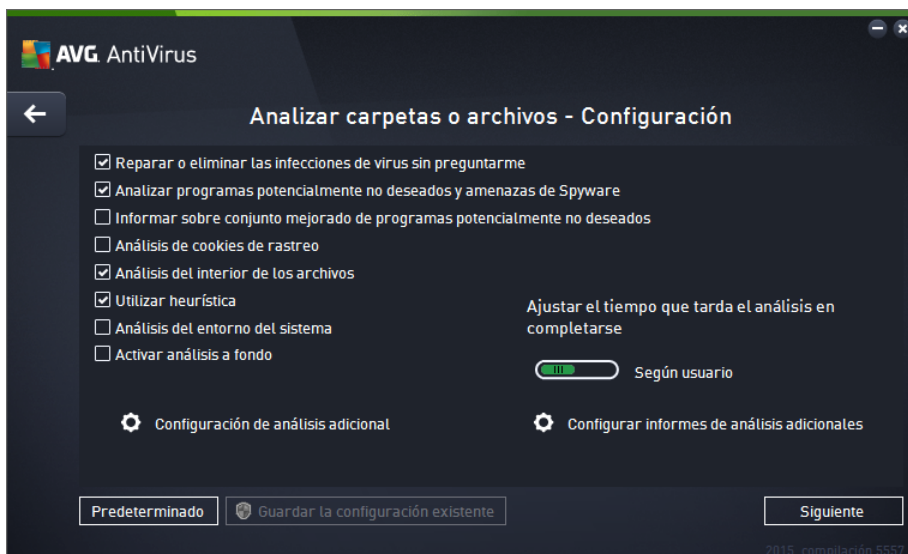 AVG. AntiVirus
Analizar carpetas o archivos - Configuración
Reparar o eliminar las infecciones de virus sin preguntarme
Analizar programas potencialmente no deseados y amenazas de Spyware
Informar sobre conjunto mejorado de programas potencialmente no deseados
Análisis de cookies de rastreo
Análisis del interior de los archivos
Utilizar heurística
Análisis del entorno del sistema
Activar análisis a fondo
Ajustar el tiempo que tarda el análisis en
completarse
Según usuario
Configuración de análisis adicional
Configurar informes de análisis adicionales
Predeterminado
Guardar la configuración existente
Siguiente
2015, compilación 5557